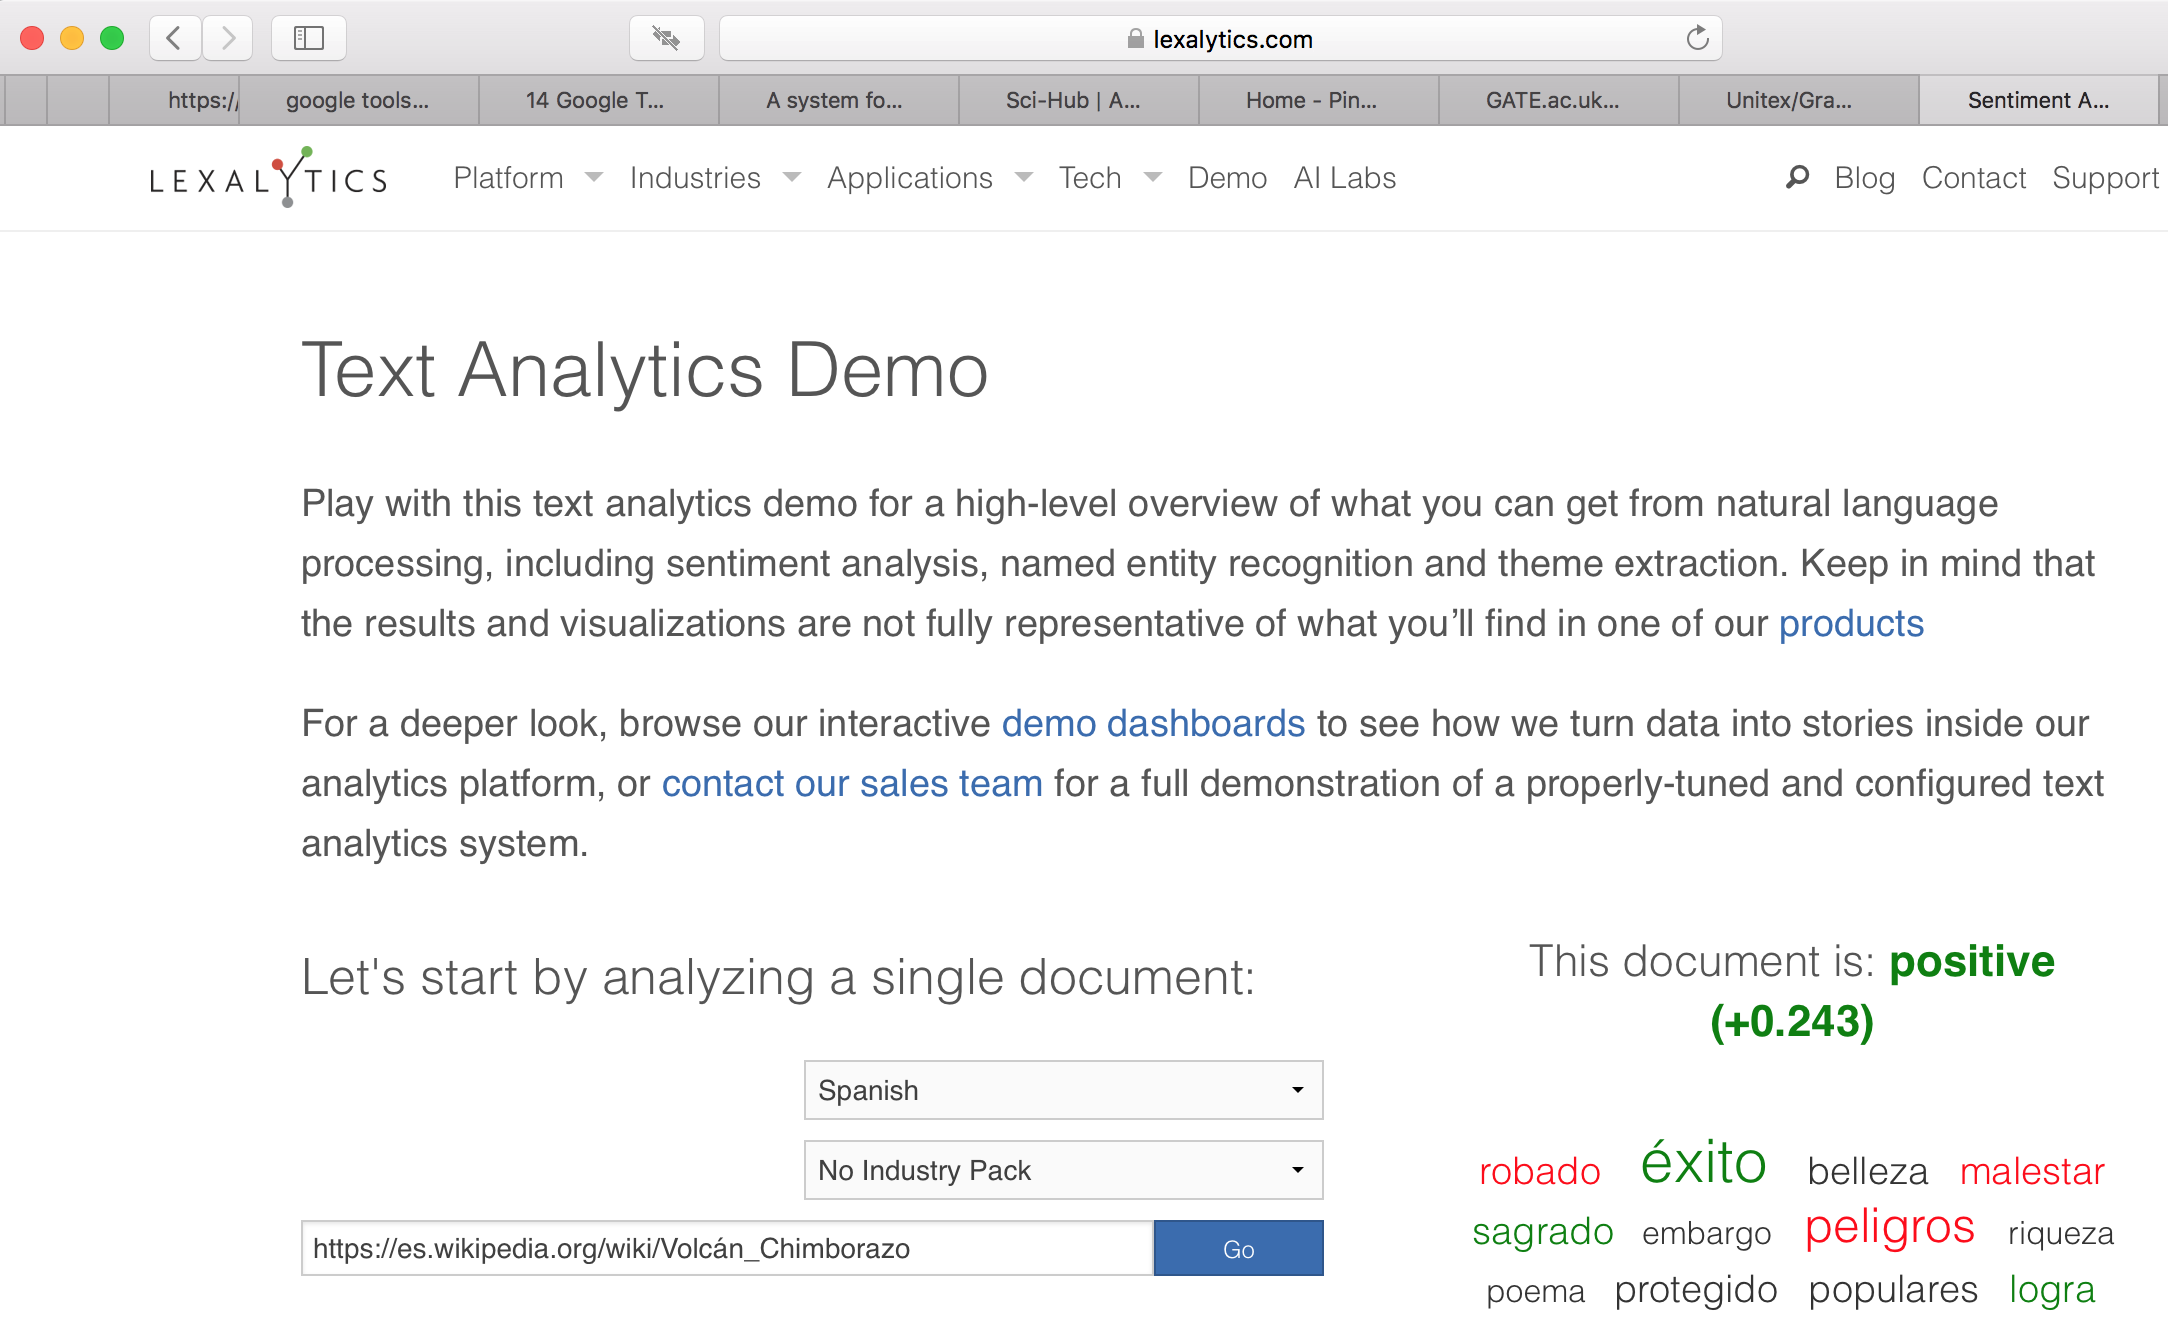 lexalytics.com
https:/ google tools... 14 Google T... A system fo... Sci-Hub | A... Home - Pin... GATE.ac.uk... Unitex/Gra... Sentiment A...
LEXALYTICS Platform Industries Applications Tech Demo AI Labs Blog Contact Support
Text Analytics Demo
Play with this text analytics demo for a high-level overview of what you can get from natural language
processing, including sentiment analysis, named entity recognition and theme extraction. Keep in mind that
the results and visualizations are not fully representative of what you’ll find in one of our products
For a deeper look, browse our interactive demo dashboards to see how we turn data into stories inside our
analytics platform, or contact our sales team for a full demonstration of a properly-tuned and configured text
analytics system.
Let's start by analyzing a single document:
Spanish
No Industry Pack
https://es.wikipedia.org/wiki/Volcán_Chimborazo Go
This document is: positive
(+0.243)
robado éxito belleza malestar
sagrado embargo peligros riqueza
poema protegido populares logra